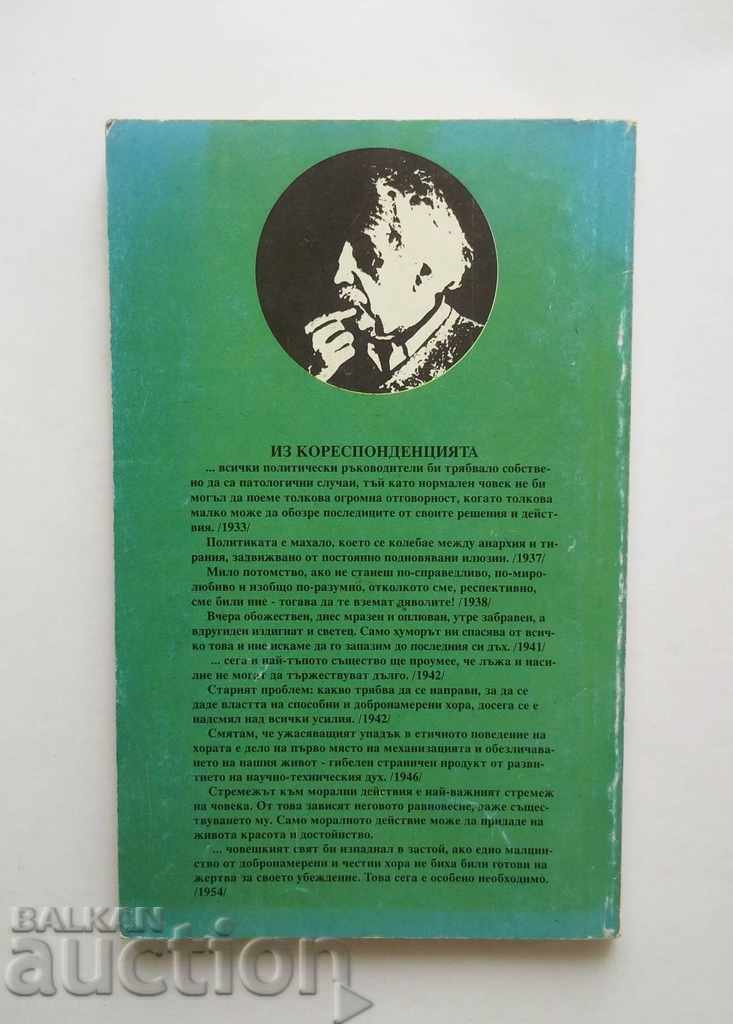 ИЗ КОРЕСПОНДЕНЦИЯТА
... всички политически ръководители би трябвало собстве-
но да са патологични случаи, тъй като нормален човек не би
могъл да поеме толкова огромна отговорност, когато толкова
малко може да обозре последиците от своите решения и дейст-
вия. /1933/
Политиката е махало, което се колебае между анархия и ти-
рания, задвижвано от постоянно подновявани илюзии. /1937/
Мило потомство, ако не станеш по-справедливо, по-миро-
любиво и изобщо по-разумно, отколкото сме, респективно,
сме били ние - тогава да те вземат дяволите! /1938/
Вчера обожествен, днес мразен и оплюван, утре забравен, а
вдругиден издигнат и светец. Само хуморът ни спасява от всич-
ко това и ние искаме да го запазим до последния си дъх. /1941/
... сега и най-тъпото същество ще проумее, че лъжа и наси-
лие не могат да тържествуват дълго. /1942/
Старият проблем: какво трябва да се направи, за да се
даде властта на способни и добронамерени хора, досега се е
надсмял над всички усилия. /1942/
Смятам, че ужасяващият упадък в етичното поведение на
хората е дело на първо място на механизацията и обезличава-
нето на нашия живот - гибелен страничен продукт от разви-
тието на научно-техническия дух. /1946/
Стремежът към морални действия е най-важният стремеж
на човека. От това зависят неговото равновесие, даже същес-
твуването му. Само моралното действие може да придаде на
живота красота и достойнство.
... човешкият свят би изпаднал в застой, ако едно малцин-
ство от добронамерени и честни хора не биха били готови на
жертва за своето убеждение. Това сега е особено необходимо.
/1954/
BALKAN
auction